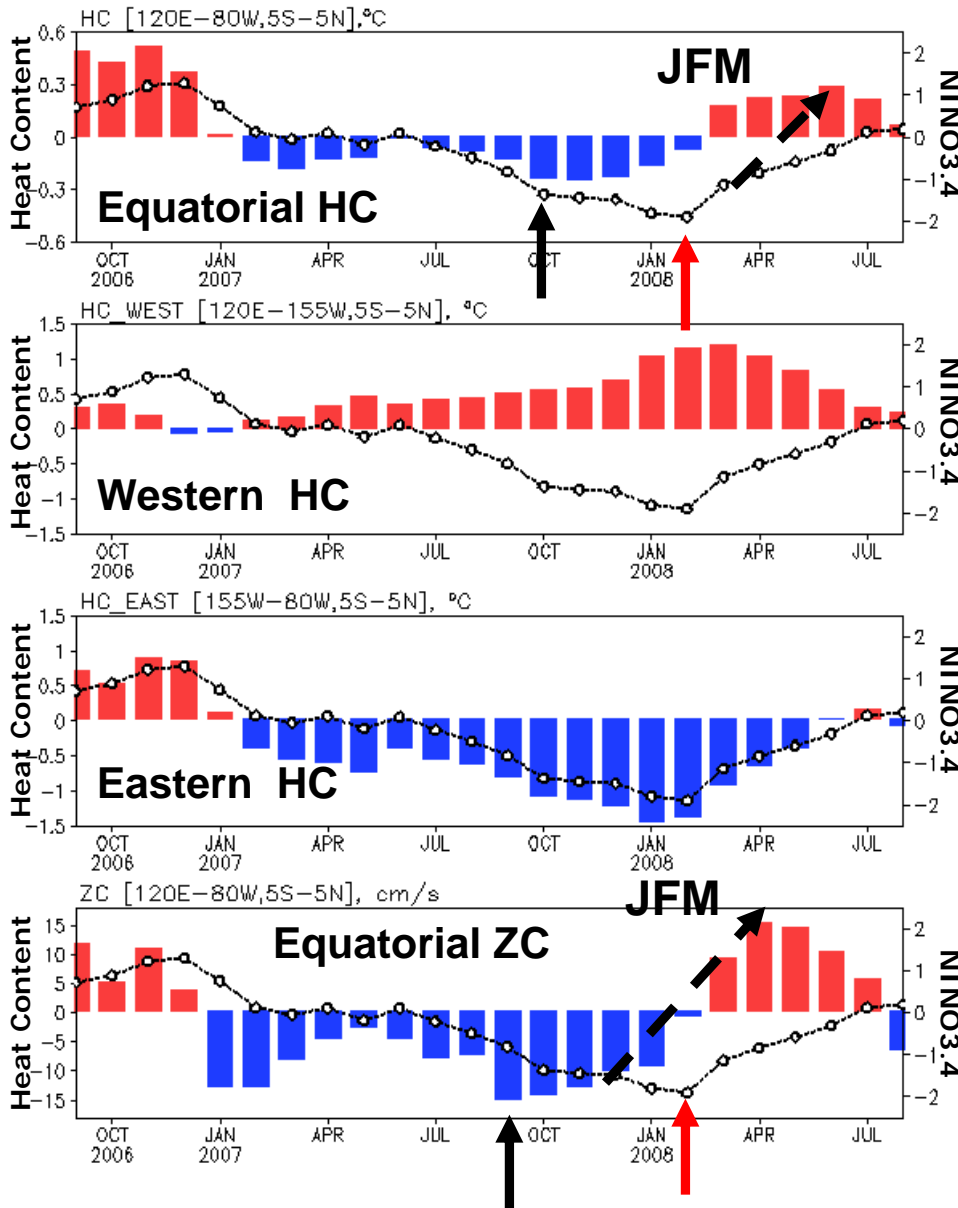 HC [120E-80W,5S-5N],°C
Heat Content
0.6
0.3
0
-0.3
-0.6
2
1
0
-1
-2
NINO3.4
JFM
Equatorial HC
OCT 2006
JAN 2007
APR
JUL
OCT
JAN 2008
APR
JUL
HC_WEST [120E-155W,5S-5N], °C
Heat Content
1.5
1
0.5
0
-0.5
-1
-1.5
2
1
0
-1
-2
NINO3.4
Western HC
OCT 2006
JAN 2007
APR
JUL
OCT
JAN 2008
APR
JUL
HC_EAST [155W-80W,5S-5N], °C
Heat Content
1.5
1
0.5
0
-0.5
-1
-1.5
2
1
0
-1
-2
NINO3.4
Eastern HC
OCT 2006
JAN 2007
APR
JUL
OCT
JAN 2008
APR
JUL
ZC [120E-80W,5S-5N], cm/s
JFM
Heat Content
15
10
5
0
-5
-10
-15
2
1
0
-1
-2
NINO3.4
Equatorial ZC
OCT 2006
JAN 2007
APR
JUL
OCT
JAN 2008
APR
JUL